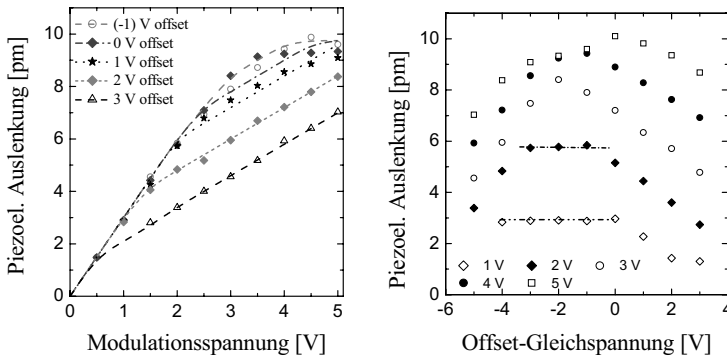 (-1) V offset
0 V offset
1 V offset
2 V offset
3 V offset
Piezoel. Auslenkung [pm]
10
8
6
4
2
0
0 1 2 3 4 5
Modulationsspannung [V]
Piezoel. Auslenkung [pm]
10
8
6
4
2
0
1 V 2 V 3 V
4 V 5 V
-6 -4 -2 0 2 4
Offset-Gleichspannung [V]